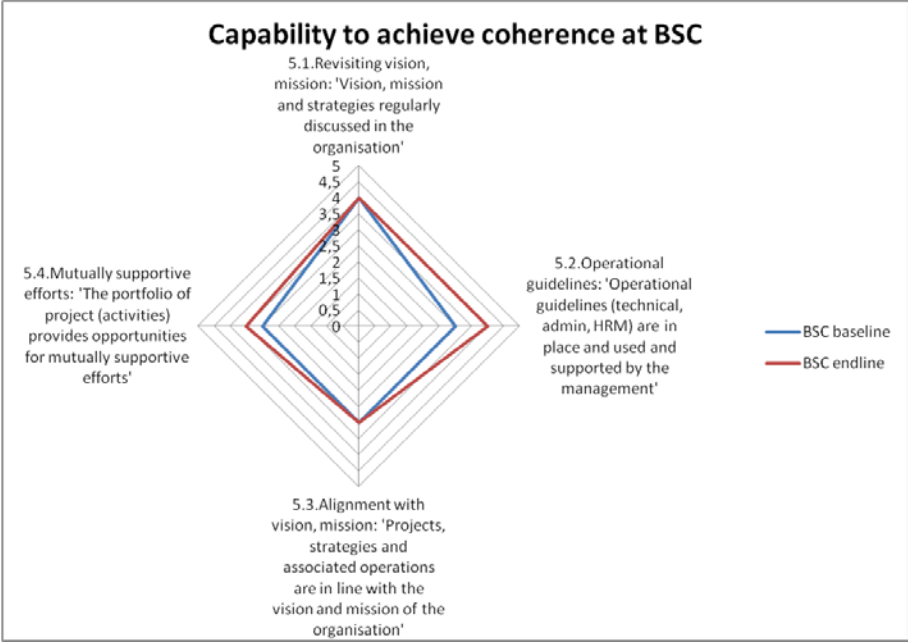 Capability to achieve coherence at BSC
5.1.Revisiting vision,
mission: 'Vision, mission
and strategies regularly
discussed in the
organisation'
5
4,5
4
3,5
3
2,5
2
1,5
1
0,5
0
5.2.Operational
guidelines: 'Operational
guidelines (technical,
admin, HRM) are in
place and used and
supported by the
management'
5.3.Alignment with
vision, mission: 'Projects,
strategies and
associated operations
are in line with the
vision and mission of the
organisation'
5.4.Mutually supportive
efforts: 'The portfolio of
project (activities)
provides opportunities
for mutually supportive
efforts'
BSC baseline
BSC endline